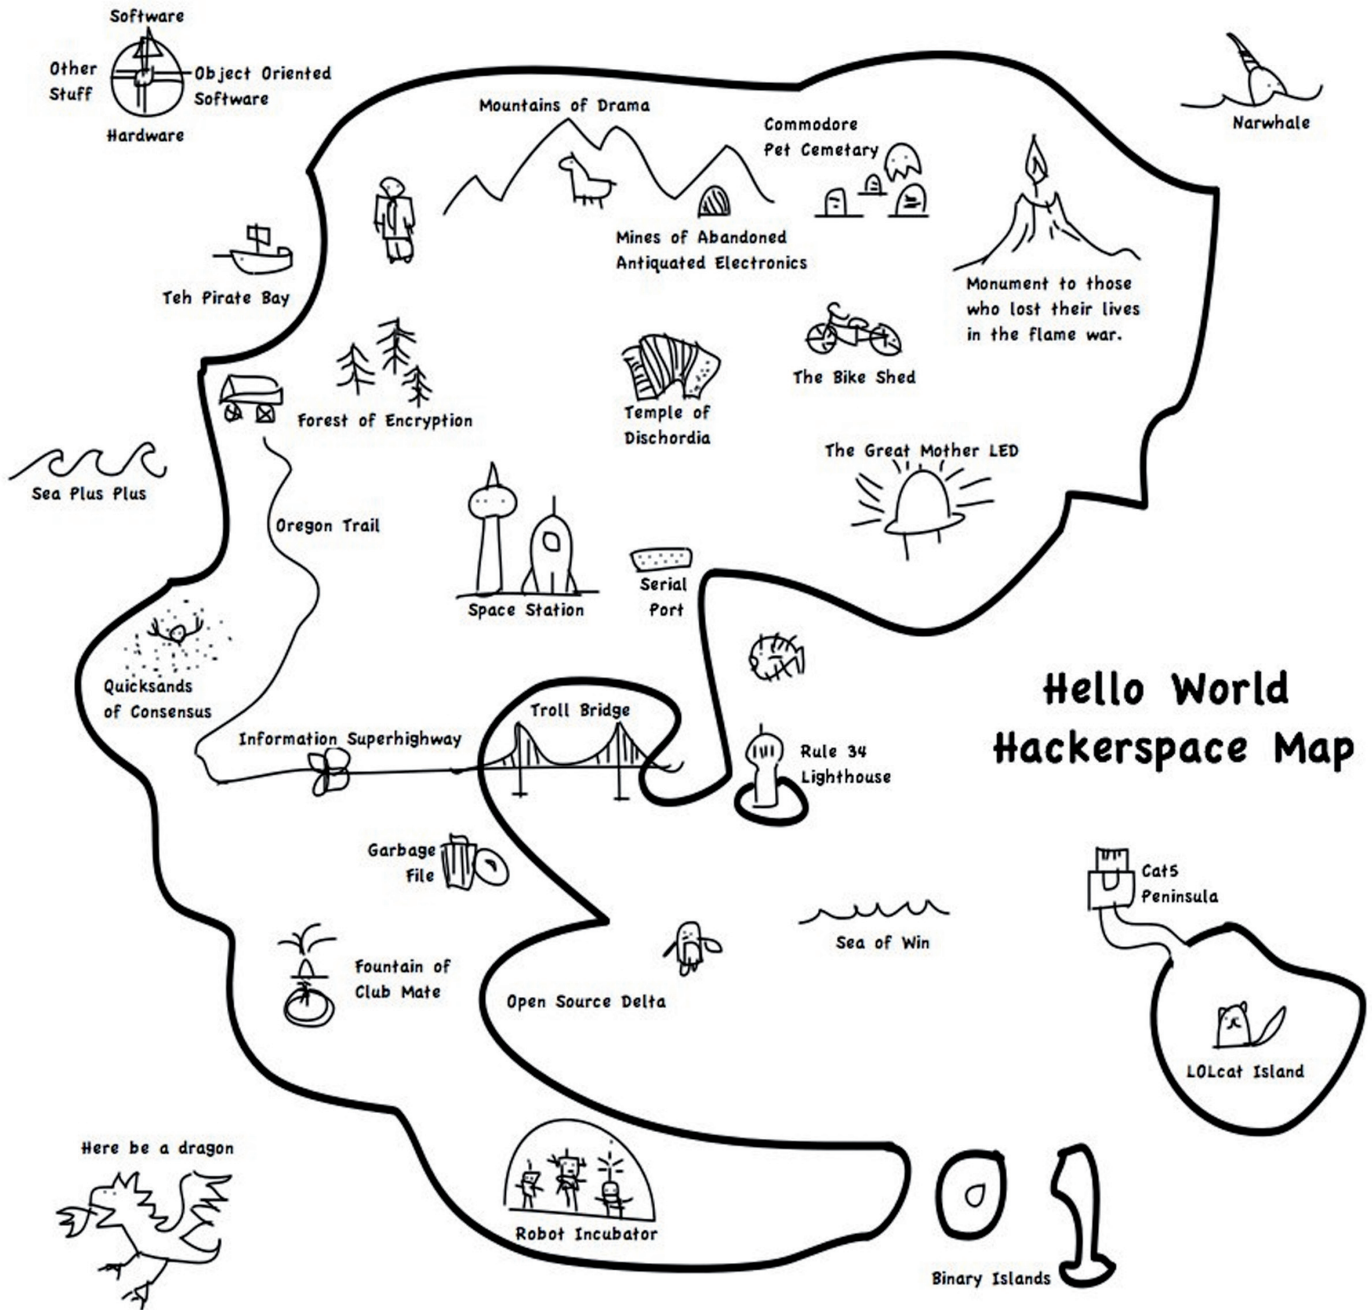 Software
Other
Stuff
Object Oriented
Software
Hardware
Narwhale
Mountains of Drama
Commodore
Pet Cemetary
Mines of Abandoned
Antiquated Electronics
Monument to those
who lost their lives
in the flame war.
Teh Pirate Bay
The Bike Shed
Forest of Encryption
Temple of
Dischordia
The Great Mother LED
Sea Plus Plus
Oregon Trail
Space Station
Serial
Port
Quicksands
of Consensus
Hello World
Hackerspace Map
Troll Bridge
Information Superhighway
Rule 34
Lighthouse
Garbage
File
Cat5
Peninsula
Sea of Win
Fountain of
Club Mate
Open Source Delta
LOLcat Island
Here be a dragon
Robot Incubator
Binary Islands